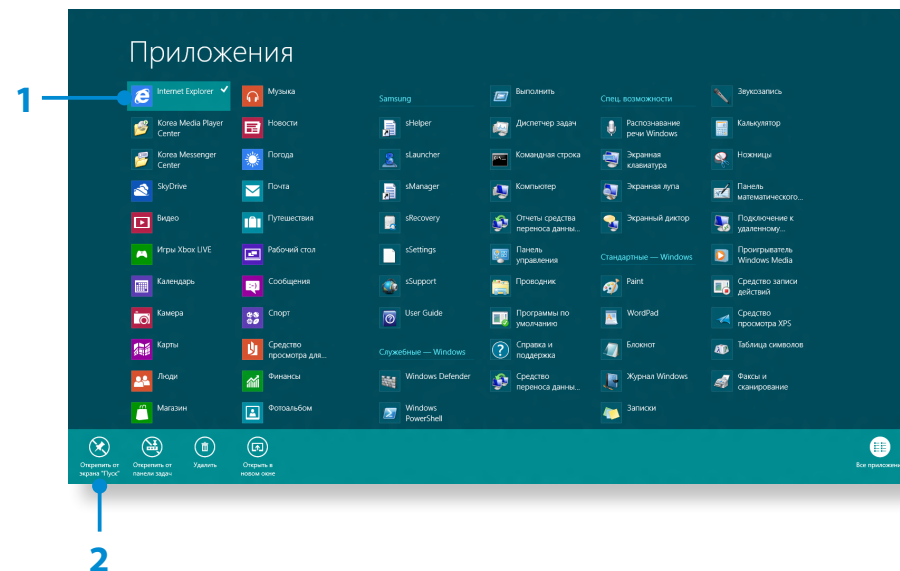 Приложения
1
Internet Explorer
Korea Media Player
Center
Korea Messenger
Center
SkyDrive
Видео
Игры Xbox LIVE
Календарь
Камера
Карты
Люди
Магазин
Музыка
Новости
Погода
Почта
Путешествия
Рабочий стол
Сообщения
Спорт
Средство
просмотра для...
Финансы
Фотоальбом
Samsung
sHelper
sLauncher
sManager
sRecovery
sSettings
sSupport
User Guide
Служебные — Windows
Windows Defender
Windows
PowerShell
Выполнить
Диспетчер задач
Командная строка
Компьютер
Отчеты средства
переноса данны...
Панель
управления
Проводник
Программы по
умолчанию
Справка и
поддержка
Средство
переноса данны...
Спец. возможности
Распознавание
речи Windows
Экранная
клавиатура
Экранная лупа
Экранный диктор
Стандартные — Windows
Paint
WordPad
Блокнот
Журнал Windows
Записки
Звукозапись
Калькулятор
Ножницы
Панель
математического...
Подключение к
удаленному...
Проигрыватель
Windows Media
Средство записи
действий
Средство
просмотра XPS
Таблица символов
Факсы и
сканирование
Открепить от
экрана "Пуск"
Открепить от
панели задач
Удалить
Открыть в
новом окне
Все приложени
2